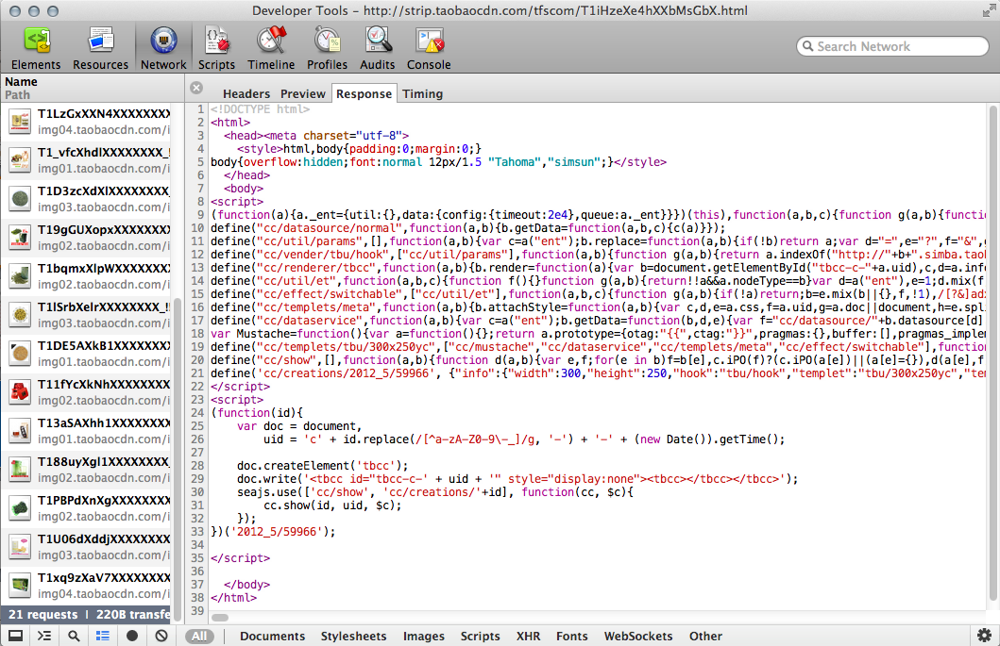 Developer Tools - http://strip.taobaocdn.com/tfscom/T1iHzeXe4hXXbMsGbX.html
Elements Resources Network Scripts Timeline Profiles Audits Console
Search Network
Name
Path
Headers Preview Response Timing
T1LzGxXXN4XXXXXXXX
img04.taobaocdn.com/i
T1_vfcXhdlXXXXXXXX_!
img01.taobaocdn.com/i
T1D3zcXdXlXXXXXXXX_
img03.taobaocdn.com/i
T19gGUXopxXXXXXXXX
img02.taobaocdn.com/i
T1bqmxXlpWXXXXXXXX
img02.taobaocdn.com/i
T1lSrbXelrXXXXXXXX_!!
img03.taobaocdn.com/i
T1DE5AXkB1XXXXXXXX
img01.taobaocdn.com/i
T11fYcXkNhXXXXXXXX
img02.taobaocdn.com/i
T13aSAXhh1XXXXXXXX
img01.taobaocdn.com/i
T188uyXgl1XXXXXXXX_
img02.taobaocdn.com/i
T1PBPdXnXgXXXXXXXX
img02.taobaocdn.com/i
T1U06dXddjXXXXXXXX_
img03.taobaocdn.com/i
T1xq9zXaV7XXXXXXXX
img04.taobaocdn.com/i
21 requests | 220B transfe
1 <!DOCTYPE html>
2 <html>
3 <head><meta charset="utf-8">
4 <style>html,body{padding:0;margin:0;}
5 body{overflow:hidden;font:normal 12px/1.5 "Tahoma","simsun";}</style>
6 </head>
7 <body>
8 <script>
9 (function(a){a._ent={util:{},data:{config:{timeout:2e4},queue:a._ent}}})(this),function(a,b,c){function g(a,b){functi
10 define("cc/datasource/normal",function(a,b){b.getData=function(a,b,c){c(a)}});
11 define("cc/util/params",[],function(a,b){var c=a("ent");b.replace=function(a,b){if(!b)return a;var d="=",e="?",f="&",g
12 define("cc/vender/tbu/hook",["cc/util/params"],function(a,b){function g(a,b){return a.indexOf("http://"+b+".simba.tao
13 define("cc/renderer/tbcc",function(a,b){b.render=function(a){var b=document.getElementById("tbcc-c-"+a.uid),c,d=a.info
14 define("cc/util/et",function(a,b,c){function f(){}function g(a,b){return!!a&&a.nodeType==b}var d=a("ent"),e=1;d.mix(f
15 define("cc/effect/switchable",["cc/util/et"],function(a,b,c){function g(a,b){if(!a)return;b=e.mix(b||{},f,!1),/[?&]adx
16 define("cc/templets/meta",function(a,b){b.attachStyle=function(a,b){var c,d,e=a.css,f=a.uid,g=a.doc||document,h=e.spl
17 define("cc/dataservice",function(a,b){var c=a("ent");b.getData=function(b,d,e){var f="cc/datasource/"+b.datasource[d]
18 var Mustache=function(){var a=function(){};return a.prototype={otag:"{{",ctag:"}}",pragmas:{},buffer:[],pragmas_implem
19 define("cc/templets/tbu/300x250yc",["cc/mustache","cc/dataservice","cc/templets/meta","cc/effect/switchable"],function
20 define("cc/show",[],function(a,b){function d(a,b){var e,f;for(e in b)f=b[e],c.iPO(f)?(c.iPO(a[e])||(a[e]={}),d(a[e],f
21 define('cc/creations/2012_5/59966', {"info":{"width":300,"height":250,"hook":"tbu/hook","templet":"tbu/300x250yc","tem
22 </script>
23 <script>
24 (function(id){
25 var doc = document,
26 uid = 'c' + id.replace(/[^a-zA-Z0-9\-_]/g, '-') + '-' + (new Date()).getTime();
27
28 doc.createElement('tbcc');
29 doc.write('<tbcc id="tbcc-c-' + uid + '" style="display:none"><tbcc></tbcc></tbcc>');
30 seajs.use(['cc/show', 'cc/creations/'+id], function(cc, $c){
31 cc.show(id, uid, $c);
32 });
33 })('2012_5/59966');
34
35 </script>
36
37 </body>
38 </html>
39
All Documents Stylesheets Images Scripts XHR Fonts WebSockets Other